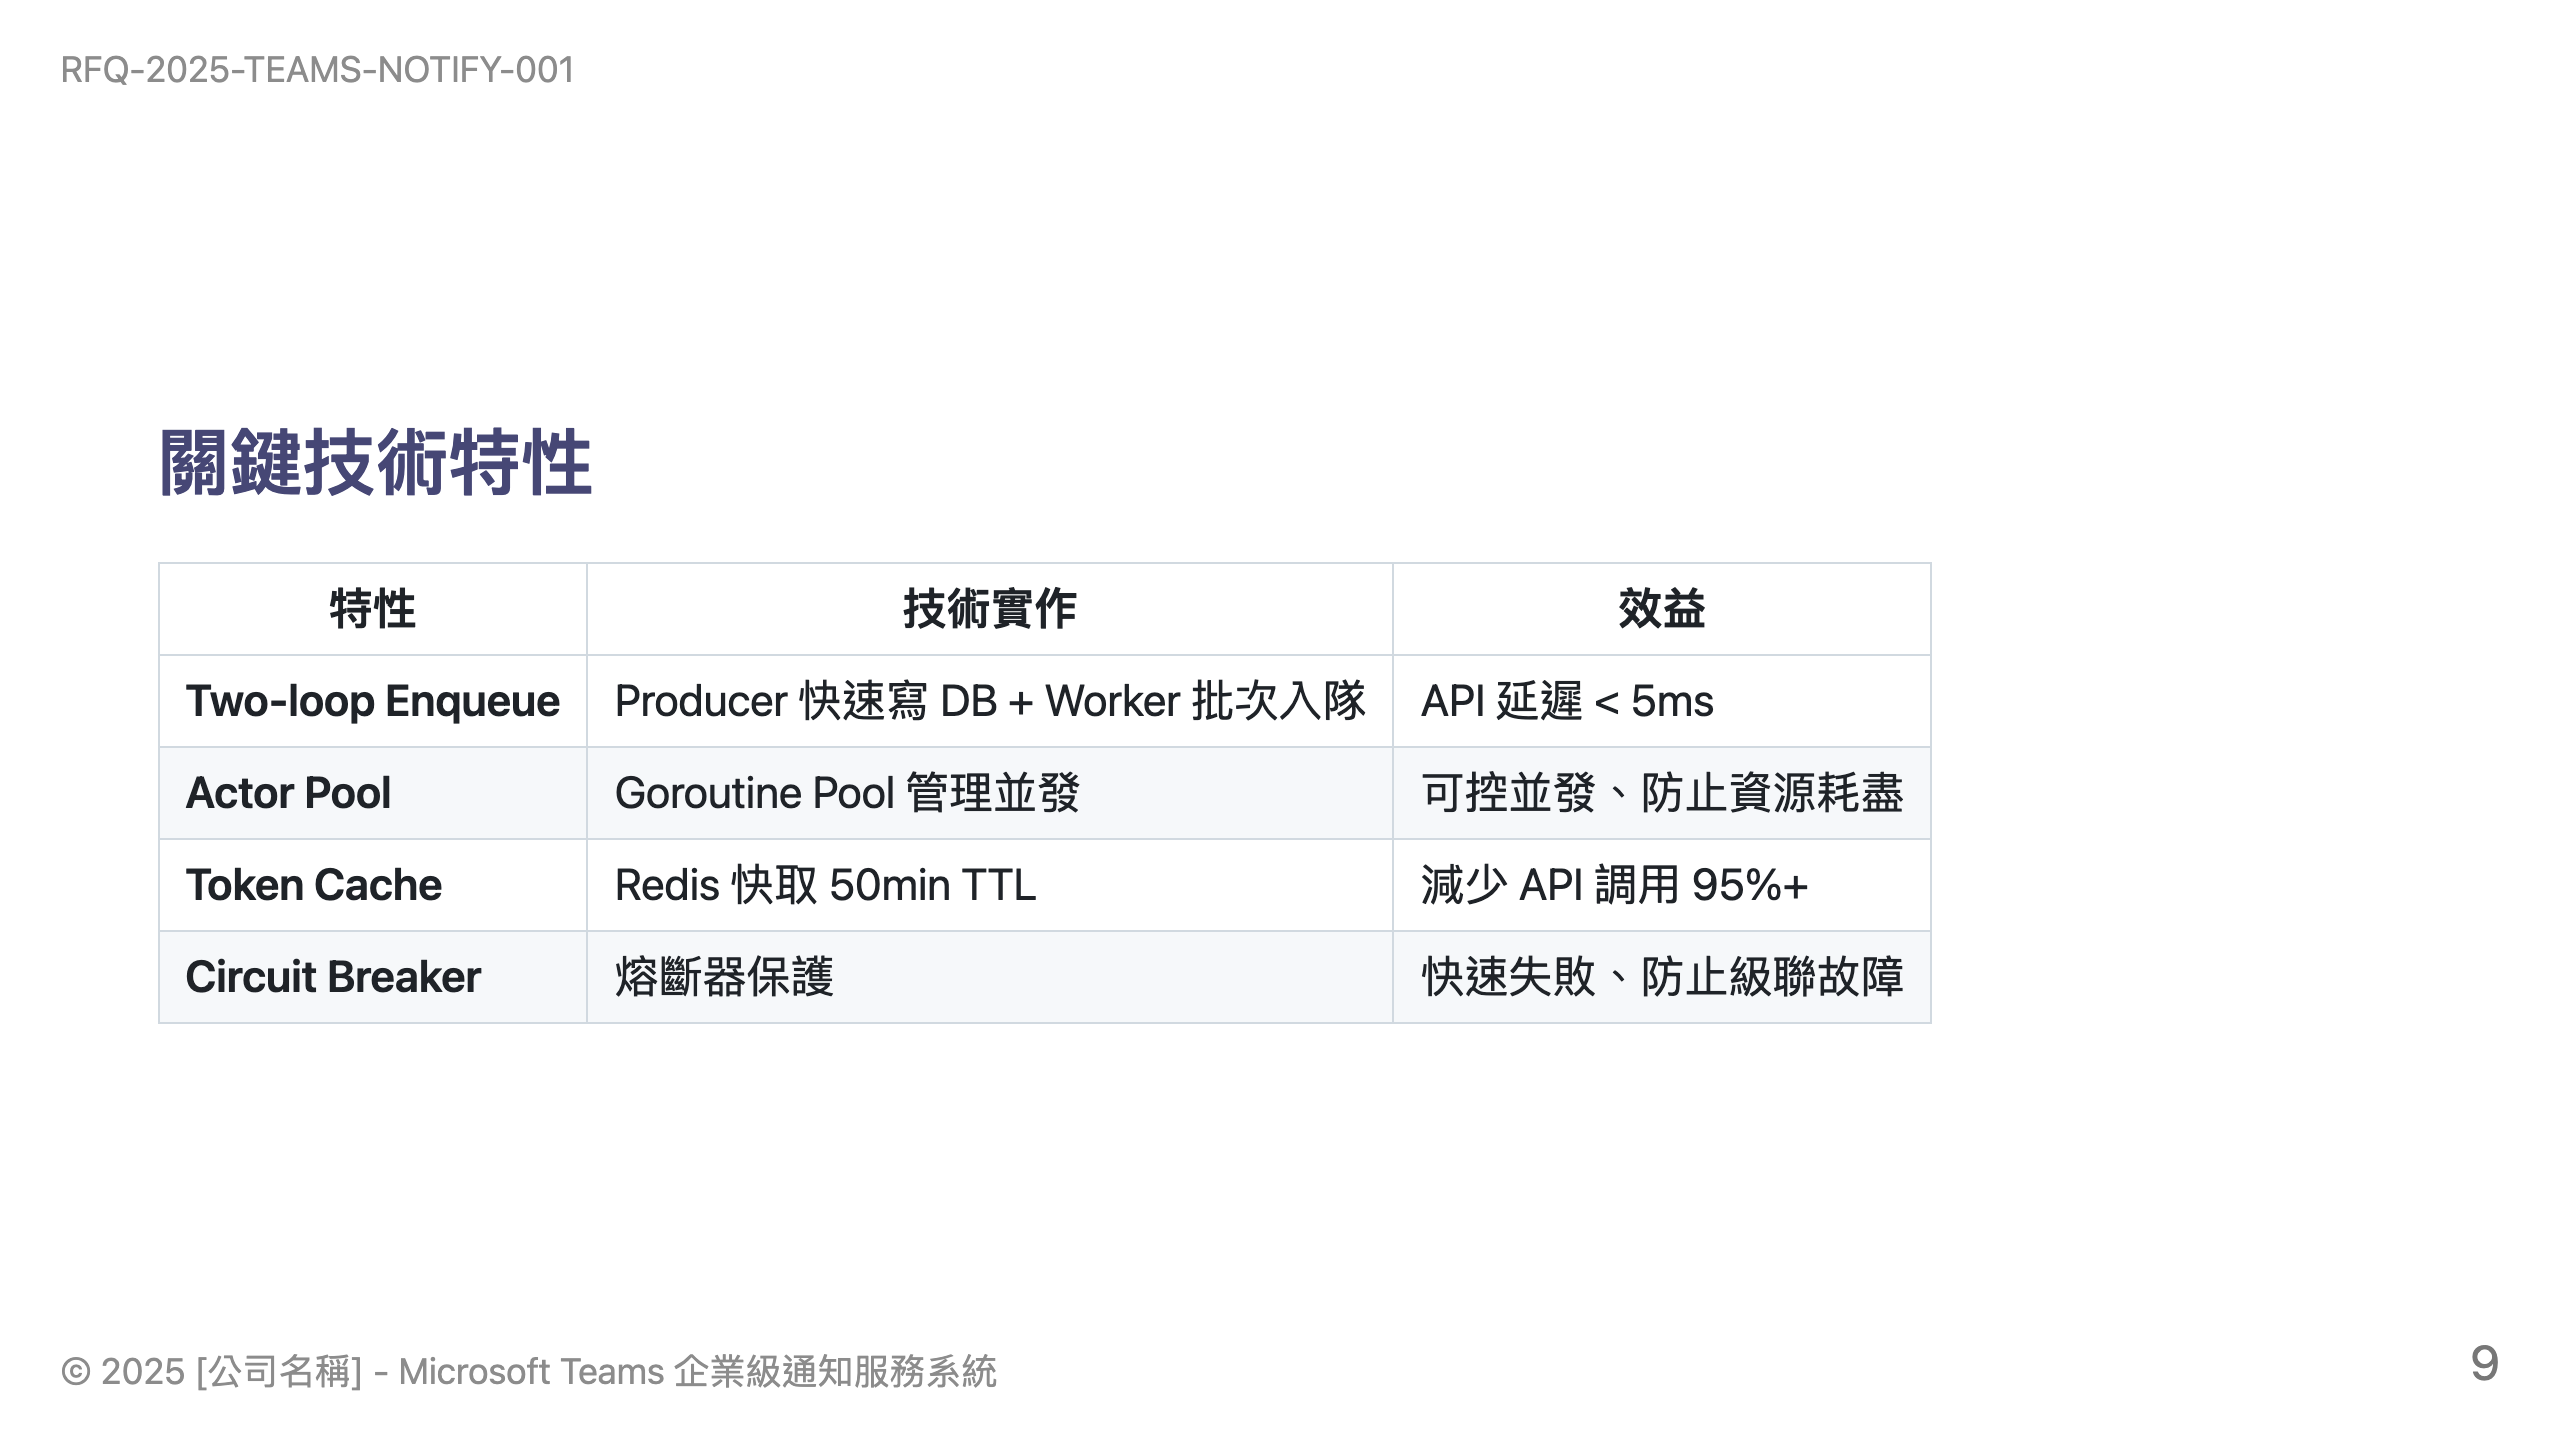 RFQ-2025-TEAMS-NOTIFY-001
關鍵技術特性
特性 技術實作 效益
Two-loop Enqueue Producer 快速寫 DB + Worker 批次入隊 API 延遲 < 5ms
Actor Pool Goroutine Pool 管理並發 可控並發、防止資源耗盡
Token Cache Redis 快取 50min TTL 減少 API 調用 95%+
Circuit Breaker 熔斷器保護 快速失敗、防止級聯故障
© 2025 [公司名稱] - Microsoft Teams 企業級通知服務系統
9